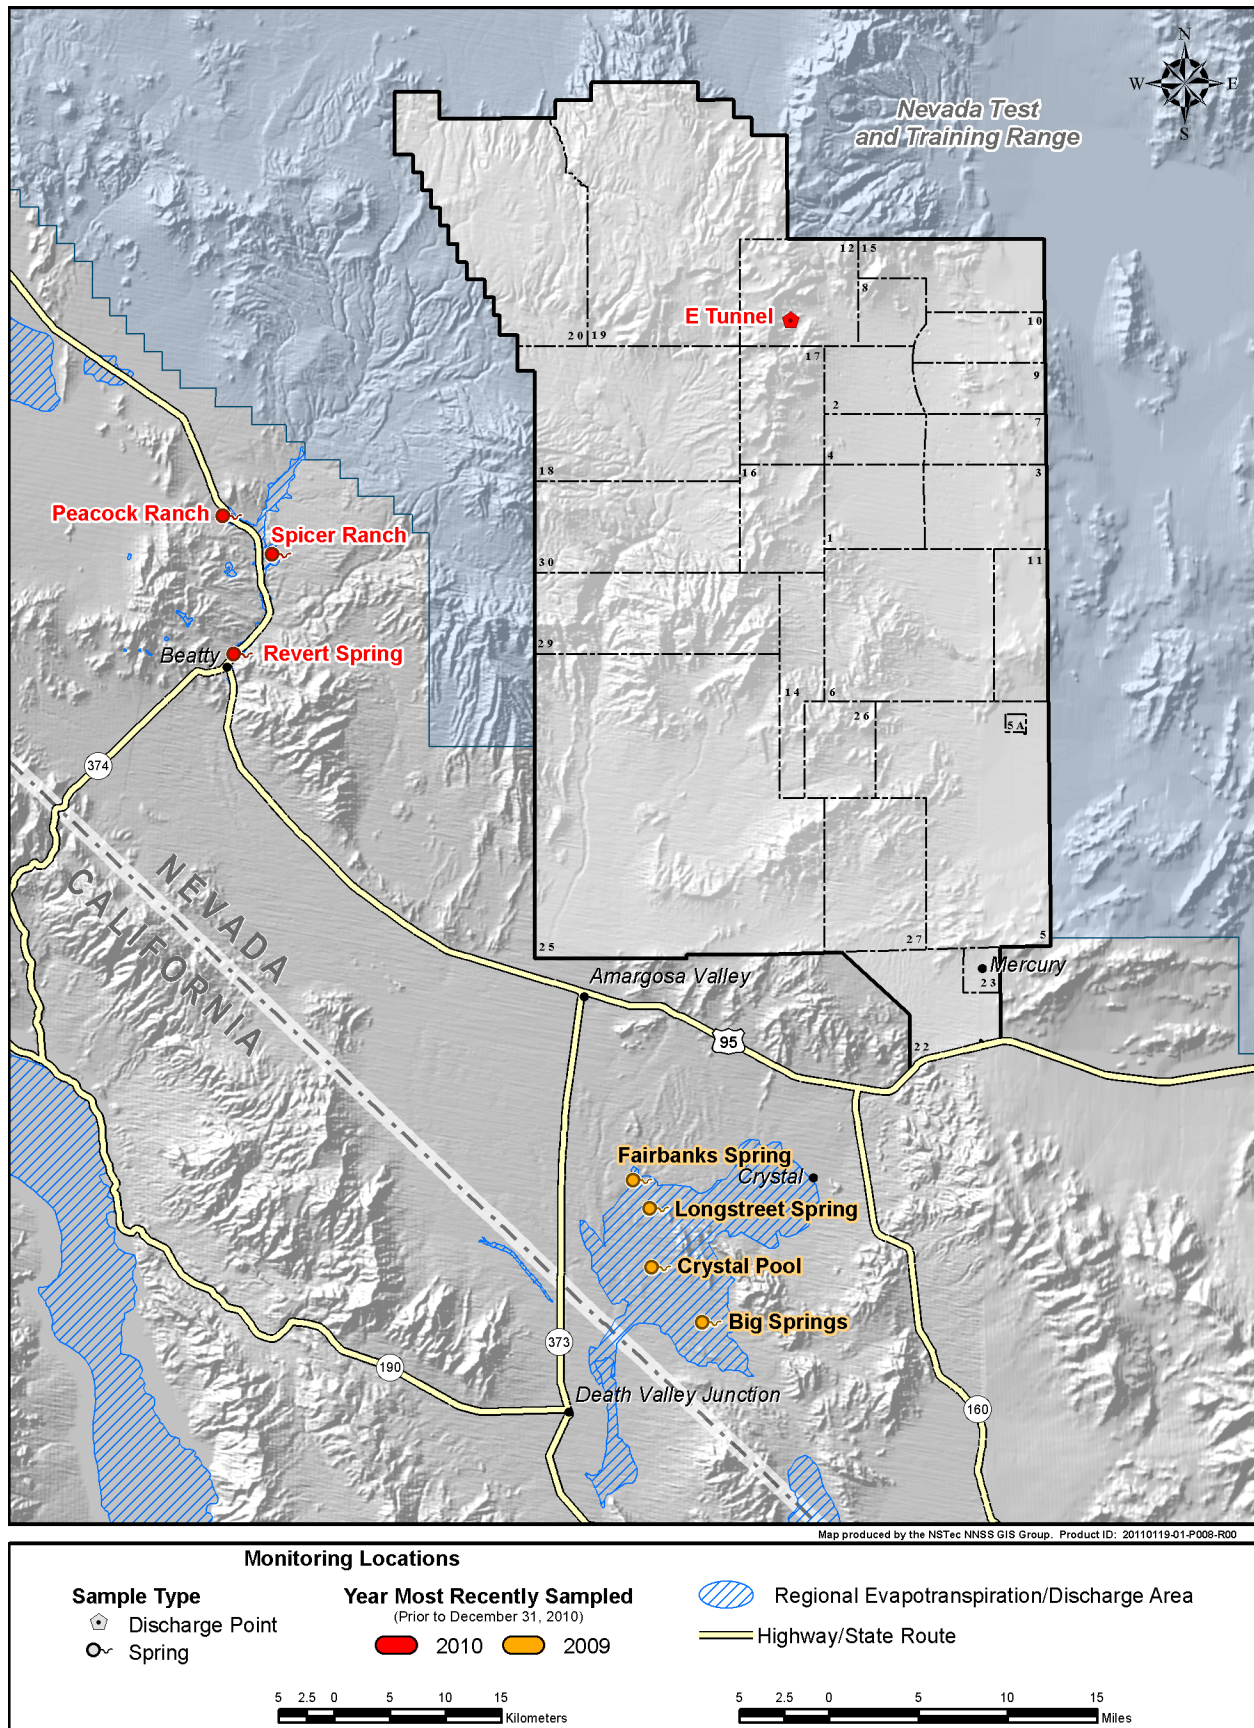 N
W E
S
Nevada Test
and Training Range
12 15
8
E Tunnel
10
20 19
17
9
2
7
4
18
16
3
Peacock Ranch
Spicer Ranch
1
11
30
29
Beatty
Revert Spring
14
6
26
5A
374
NEVADA
CALIFORNIA
25
27
5
Amargosa Valley
Mercury
23
95
22
Fairbanks Spring
Crystal
Longstreet Spring
Crystal Pool
Big Springs
373
190
Death Valley Junction
160
Map produced by the NSTec NNSS GIS Group. Product ID: 20110119-01-P008-R00
Monitoring Locations
Sample Type
Discharge Point
Spring
Year Most Recently Sampled
(Prior to December 31, 2010)
2010 2009
Regional Evapotranspiration/Discharge Area
Highway/State Route
5 2.5 0 5 10 15
Kilometers
5 2.5 0 5 10 15
Miles